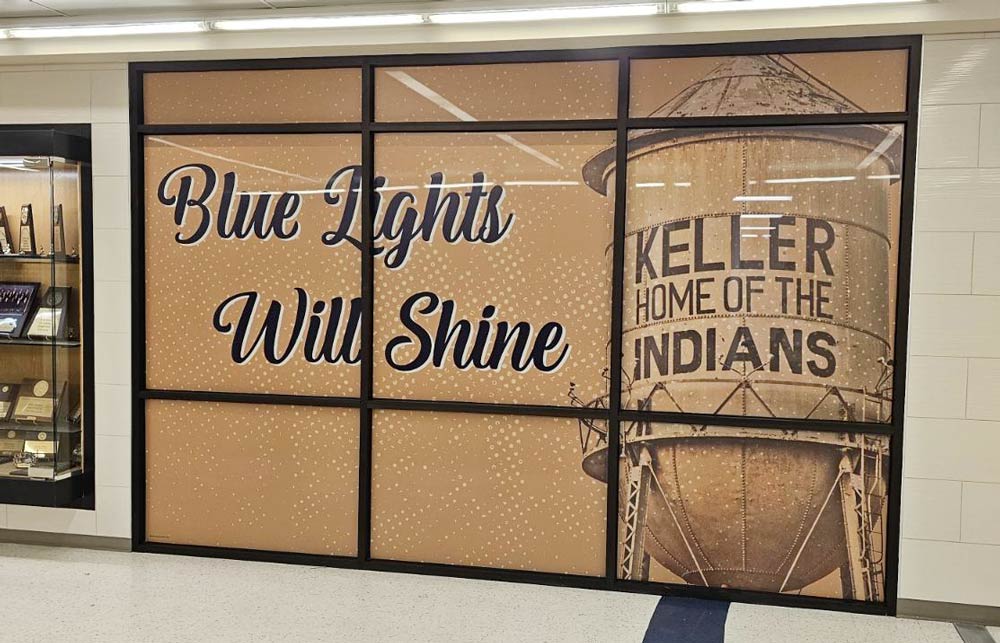 Blue Lights
Will Shine
KELLER
HOME OF THE
INDIANS